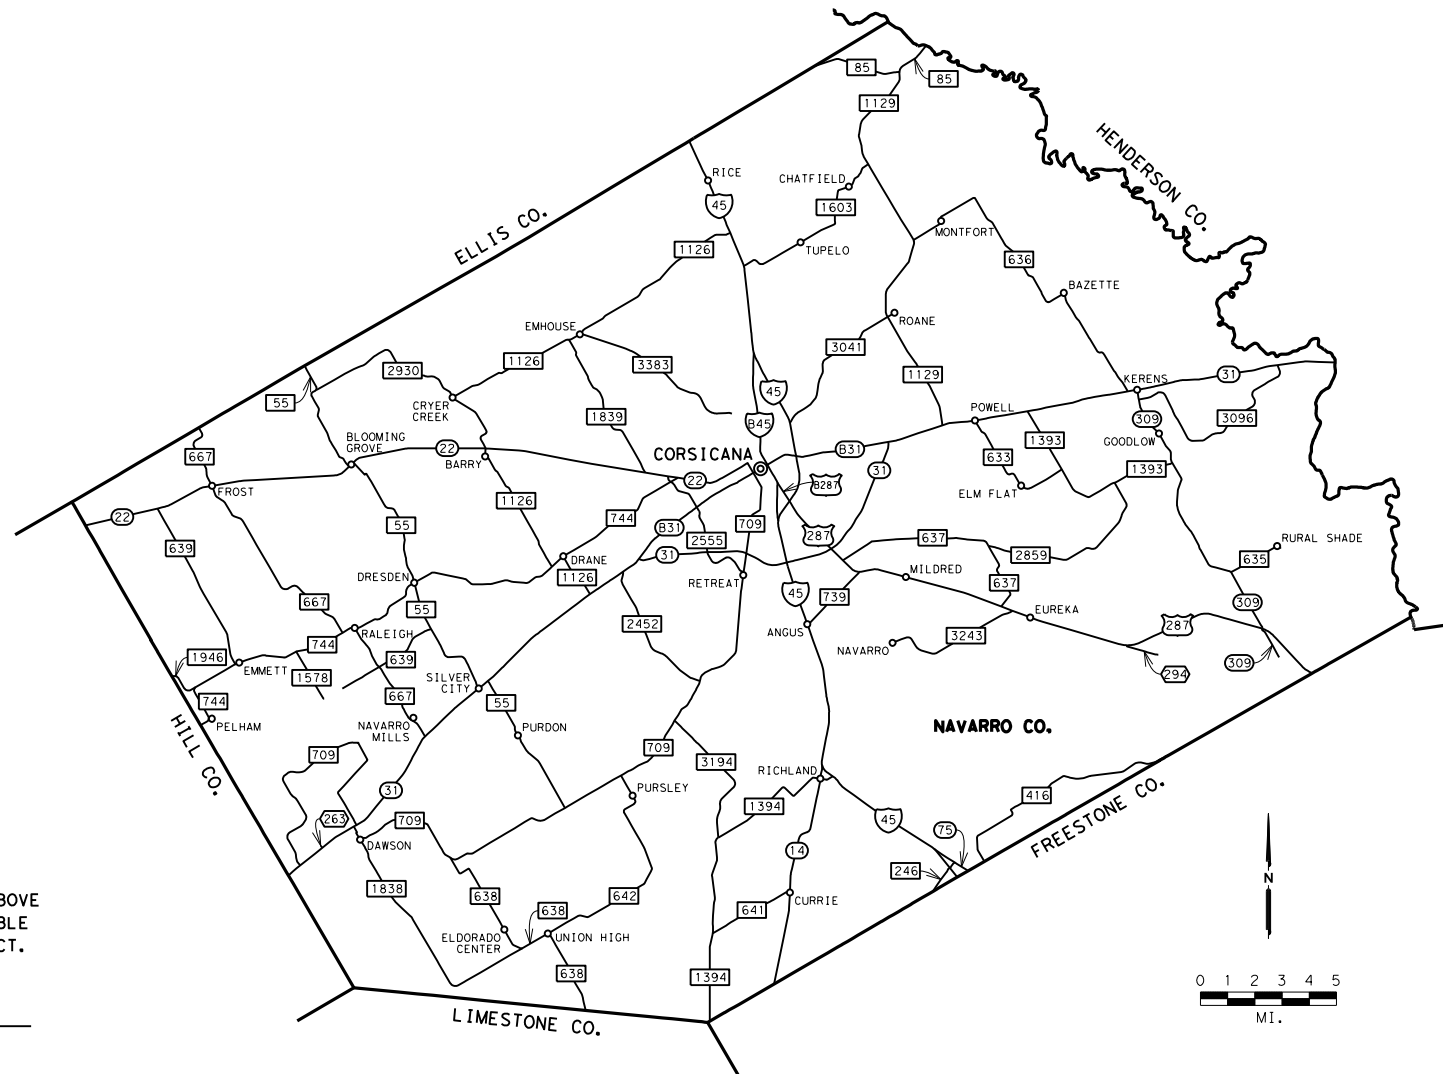 85
85
1129
HENDERSON CO.
RICE
CHATFIELD
45
1603
ELLIS CO.
MONTFORT
1126
TUPELO
636
BAZETTE
EMHOUSE
ROANE
3041
1126
3383
2930
1129
KERENS
31
55
CRYER
CREEK
45
1839
POWELL
309
3096
B45
BLOOMING
GROVE
22
BARRY
CORSICANA
B31
1393
GOODLOW
667
633
31
1393
22
B287
ELM FLAT
FROST
1126
22
744
B31
709
55
287
637
RURAL SHADE
639
2555
31
2859
635
DRANE
DRESDEN
1126
RETREAT
MILDRED
637
667
55
45
739
309
EUREKA
2452
ANGUS
287
RALEIGH
744
3243
NAVARRO
1946
EMMETT
639
309
1578
SILVER
CITY
294
744
667
55
PELHAM
NAVARRO
MILLS
PURDON
NAVARRO CO.
HILL CO.
709
709
3194
RICHLAND
PURSLEY
31
416
1394
263
709
45
75
FREESTONE CO.
DAWSON
14
N
246
1838
638
642
CURRIE
BOVE
BLE
CT.
638
641
ELDORADO
CENTER
UNION HIGH
638
1394
0 1 2 3 4 5
MI.
LIMESTONE CO.